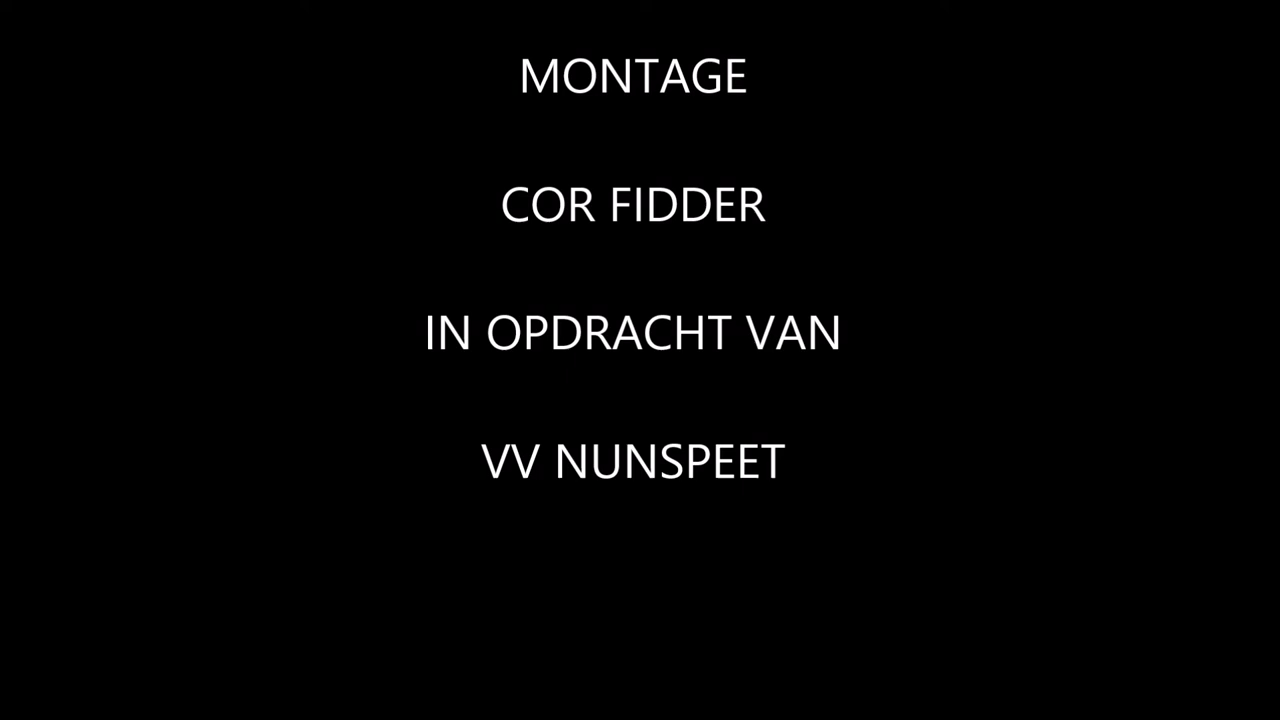 MONTAGE
COR FIDDER
IN OPDRACHT VAN
VV NUNSPEET